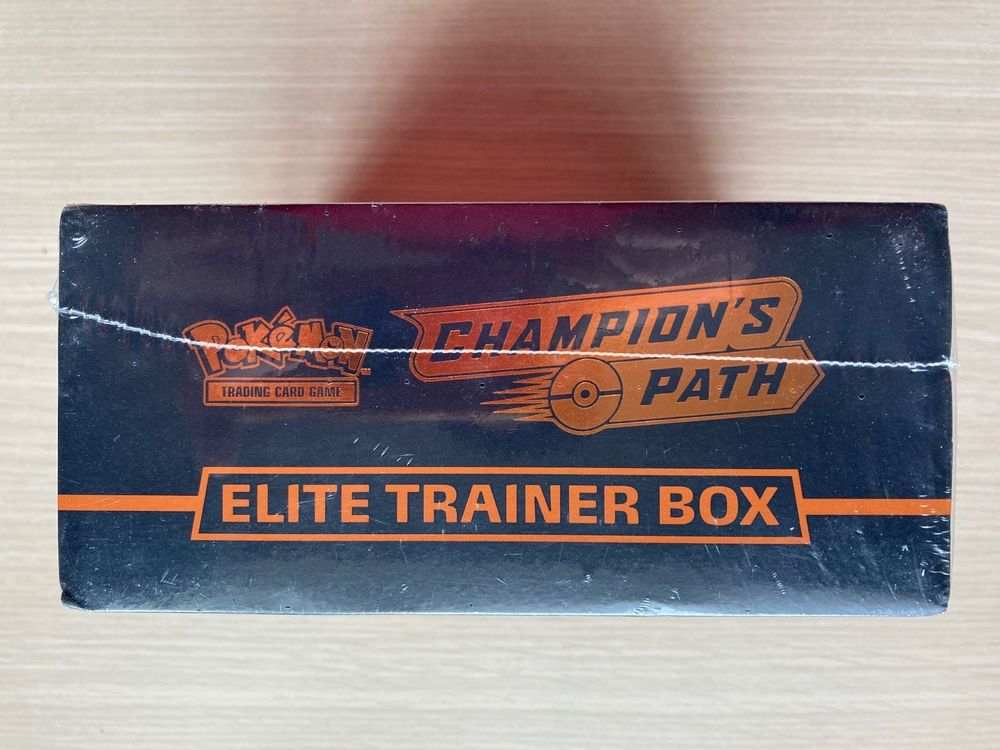 Pokémon
TRADING CARD GAME
CHAMPION'S
PATH
ELITE TRAINER BOX